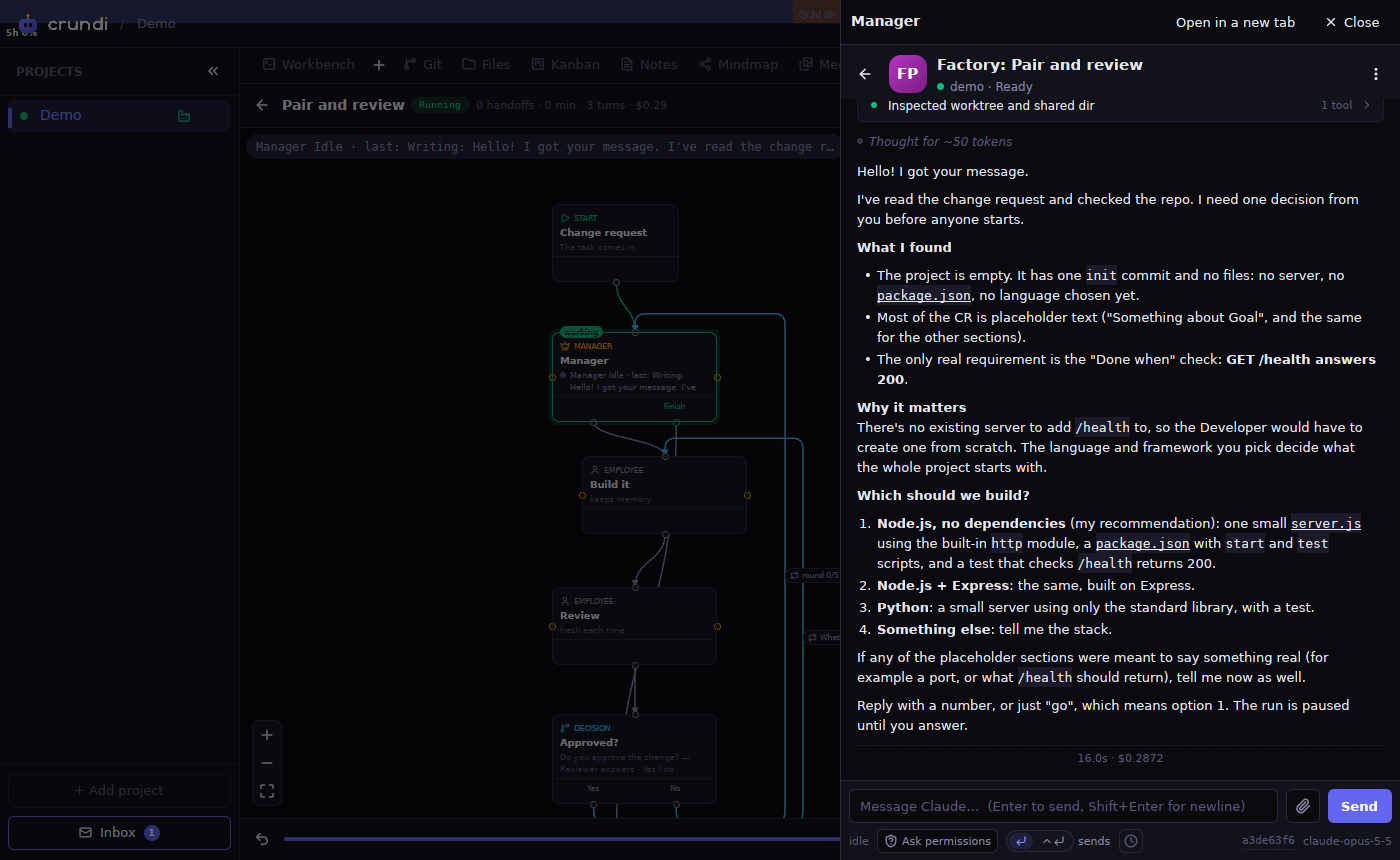 crundi / Demo
5h 0%
3d 0h
PROJECTS
Demo
+ Add project
Inbox 1
Workbench
+
Git
Files
Kanban
Notes
Mindmap
Pair and review Running 0 handoffs · 0 min · 3 turns · $0.29
Manager Idle · last: Writing: Hello! I got your message. I've read the change r…
START
Change request
The task comes in
working
MANAGER
Manager
Manager Idle · last: Writing:
Hello! I got your message. I've
Finish
EMPLOYEE
Build it
keeps memory
round 0/5
EMPLOYEE
Review
fresh each time
What
DECISION
Approved?
Do you approve the change? —
Reviewer answers · Yes / no
Yes No
Manager
Open in a new tab
Close
FP
Factory: Pair and review
demo · Ready
Inspected worktree and shared dir 1 tool
Thought for ~50 tokens
Hello! I got your message.
I've read the change request and checked the repo. I need one decision from
you before anyone starts.
What I found
• The project is empty. It has one init commit and no files: no server, no
package.json, no language chosen yet.
• Most of the CR is placeholder text ("Something about Goal", and the same
for the other sections).
• The only real requirement is the "Done when" check: GET /health answers
200.
Why it matters
There's no existing server to add /health to, so the Developer would have to
create one from scratch. The language and framework you pick decide what
the whole project starts with.
Which should we build?
1. Node.js, no dependencies (my recommendation): one small server.js
using the built-in http module, a package.json with start and test
scripts, and a test that checks /health returns 200.
2. Node.js + Express: the same, built on Express.
3. Python: a small server using only the standard library, with a test.
4. Something else: tell me the stack.
If any of the placeholder sections were meant to say something real (for
example a port, or what /health should return), tell me now as well.
Reply with a number, or just "go", which means option 1. The run is paused
until you answer.
16.0s · $0.2872
Message Claude… (Enter to send, Shift+Enter for newline)
Send
idle
Ask permissions
sends
a3de63f6
claude-opus-5-5